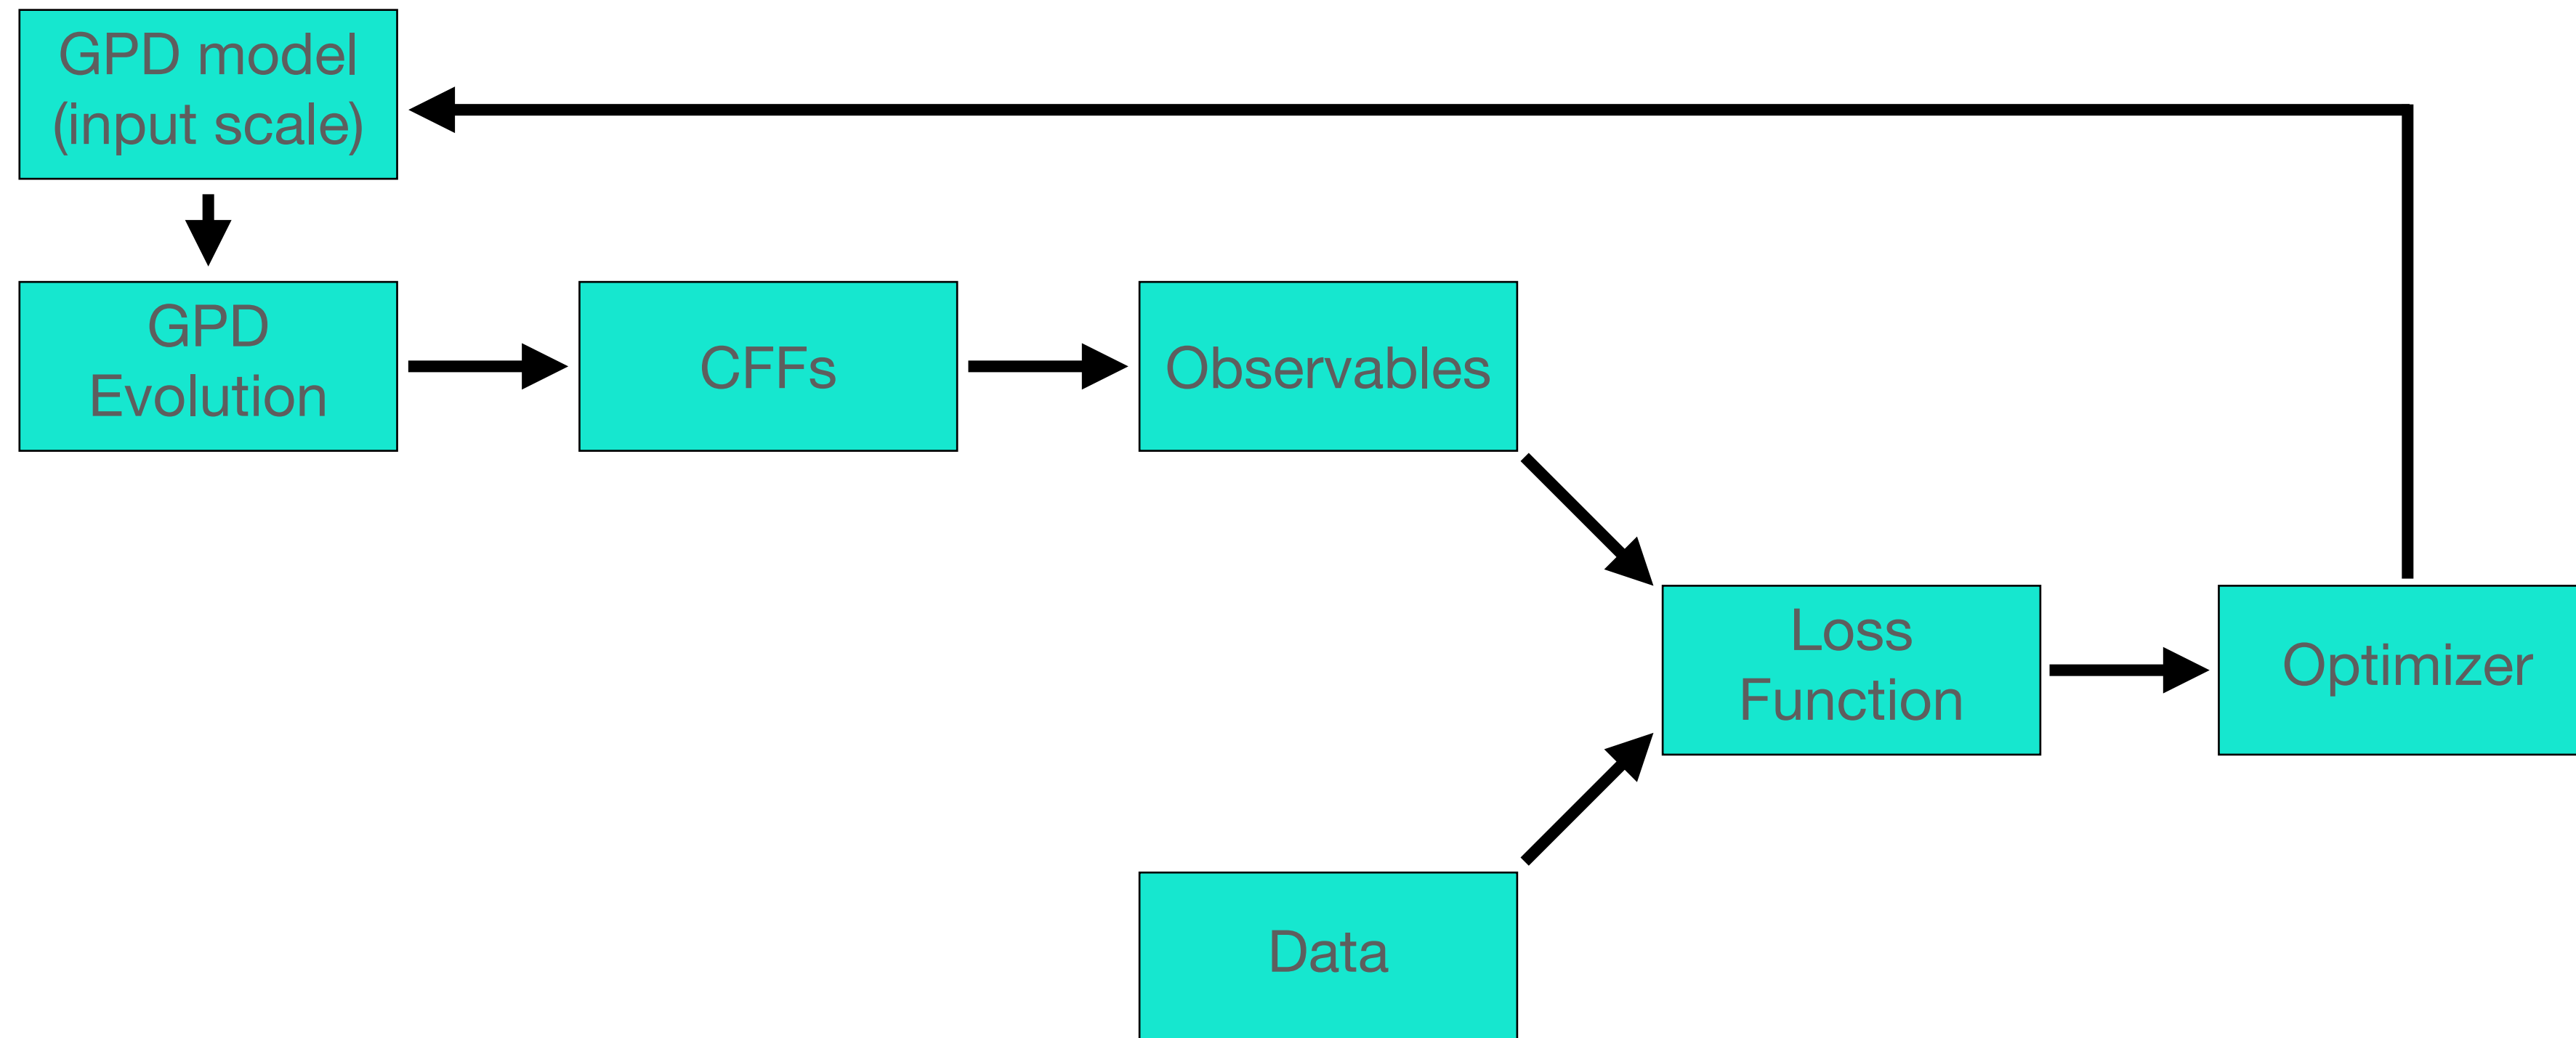 GPD model
(input scale)
GPD
Evolution
CFFs
Observables
Loss
Function
Optimizer
Data